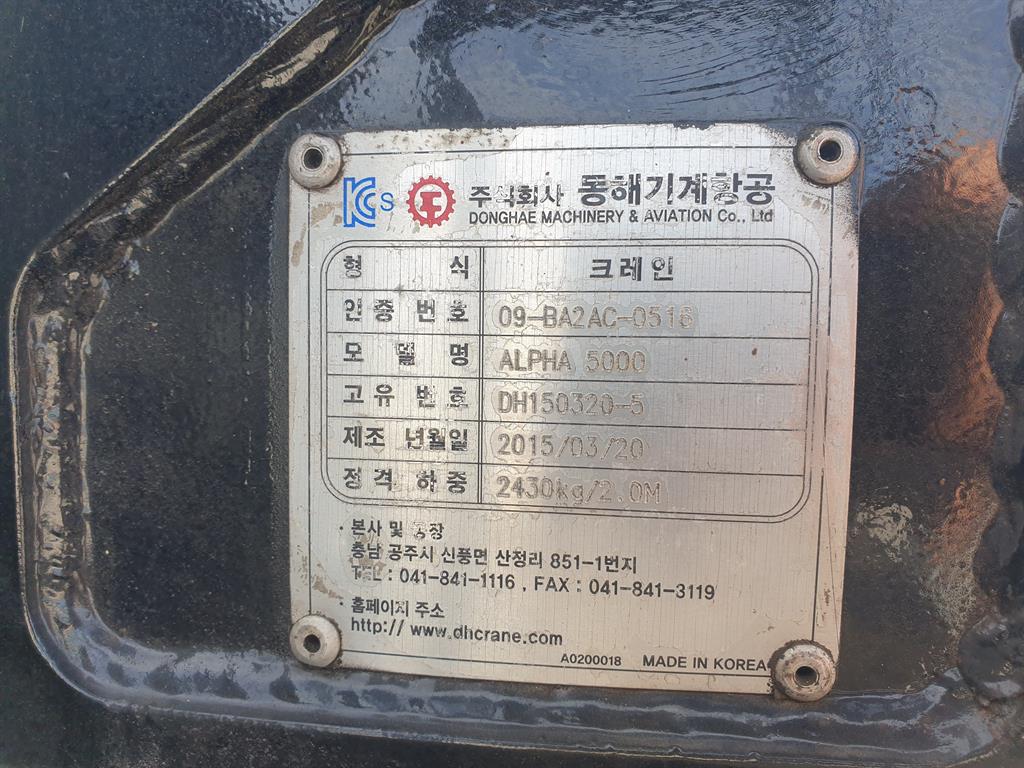 KCs 주식회사 동해기계항공
DONGHAE MACHINERY & AVIATION Co., Ltd
형 식 크레인
인증 번호 09-BA2AC-0516
모 델 명 ALPHA 5000
고유 번호 DH150320-5
제조 년월일 2015/03/20
정격 하중 2430kg/2.0M
· 본사 및 공장
충남 공주시 신풍면 산정리 851-1번지
TEL : 041-841-1116 , FAX : 041-841-3119
· 홈페이지 주소
http:// www.dhcrane.com
A0200018 MADE IN KOREA